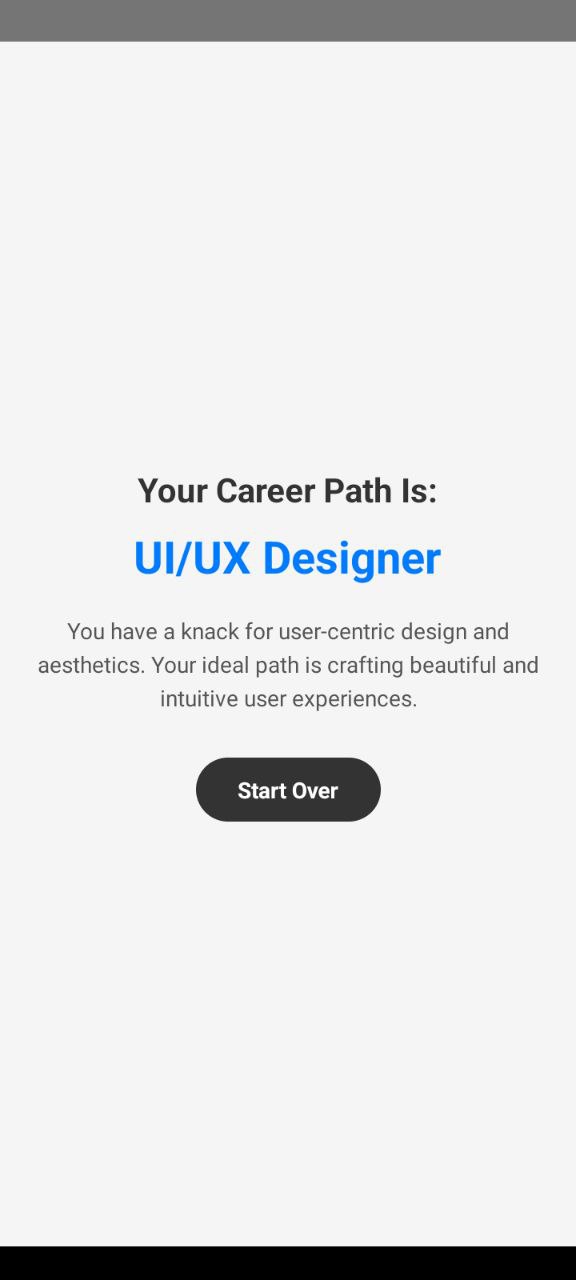 Your Career Path Is:
UI/UX Designer
You have a knack for user-centric design and
aesthetics. Your ideal path is crafting beautiful and
intuitive user experiences.
Start Over